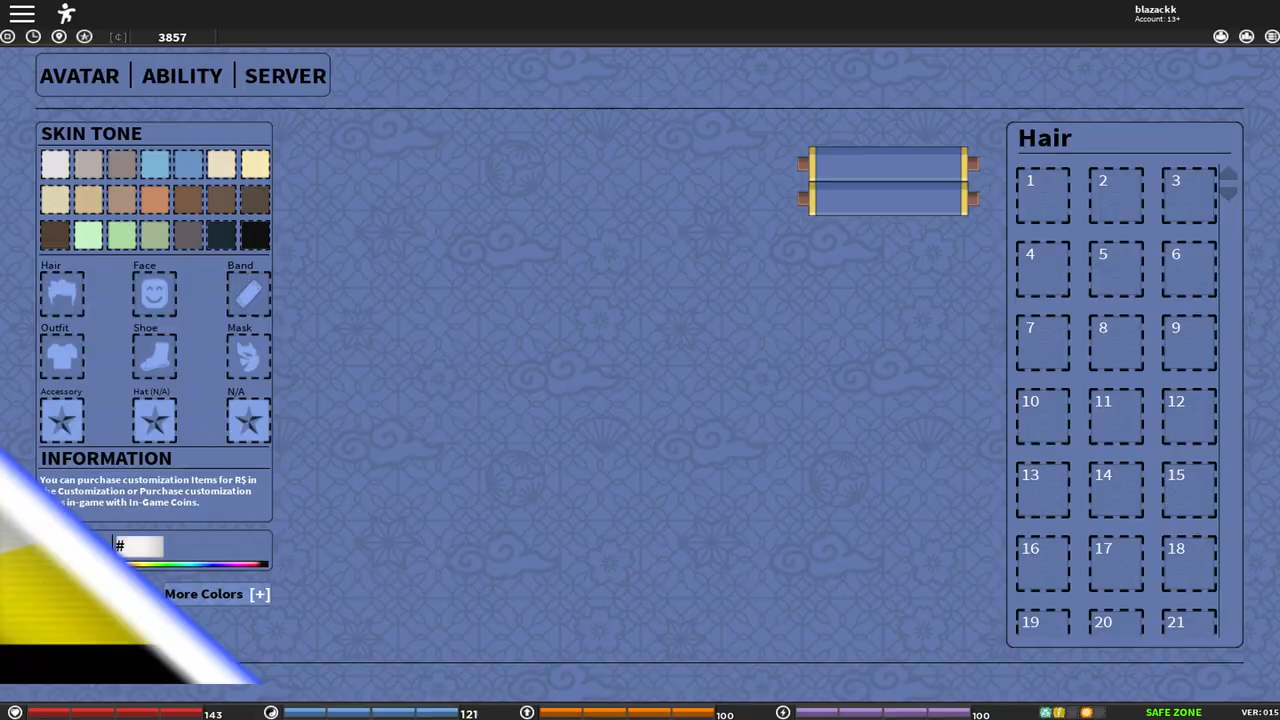 blazackk
Account: 13+
[¢] 3857
AVATAR | ABILITY | SERVER
SKIN TONE
Hair Face Band
Outfit Shoe Mask
Accessory Hat (N/A) N/A
INFORMATION
You can purchase customization Items for R$ in
Customization or Purchase customization
in-game with In-Game Coins.
#
More Colors [+]
Hair
1 2 3
4 5 6
7 8 9
10 11 12
13 14 15
16 17 18
19 20 21
143 121 100 100 SAFE ZONE VER: 015